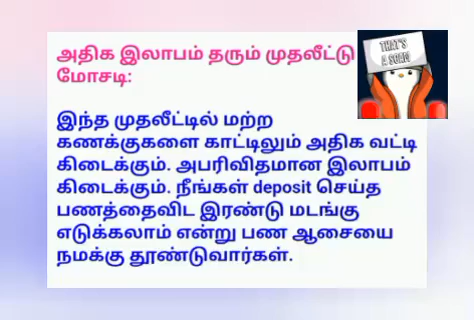 அதிக இலாபம் தரும் முதலீட்டு
மோசடி:
THAT'S
A SCAM
இந்த முதலீட்டில் மற்ற
கணக்குகளை காட்டிலும் அதிக வட்டி
கிடைக்கும். அபரிவிதமான இலாபம்
கிடைக்கும். நீங்கள் deposit செய்த
பணத்தைவிட இரண்டு மடங்கு
எடுக்கலாம் என்று பண ஆசையை
நமக்கு தூண்டுவார்கள்.